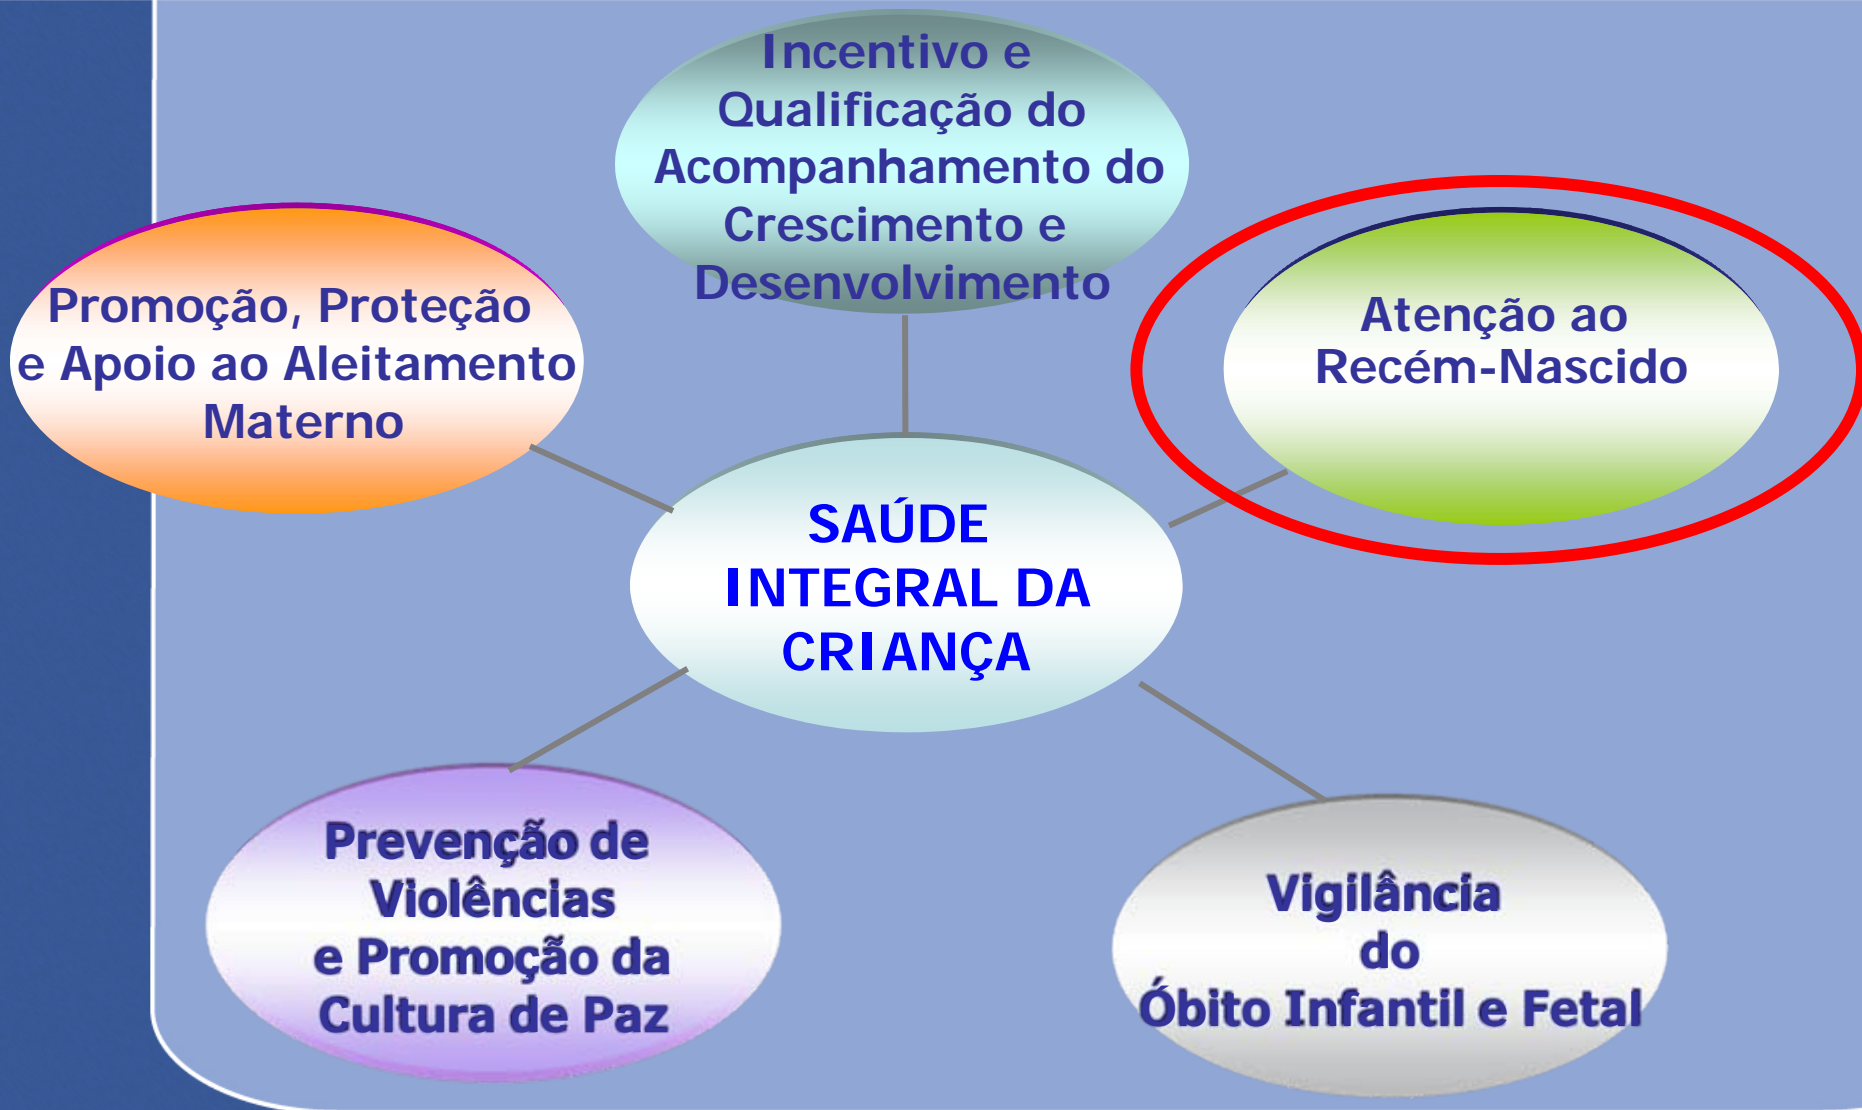 Incentivo e
Qualificação do
Acompanhamento do
Crescimento e
Desenvolvimento
Promoção, Proteção
e Apoio ao Aleitamento
Materno
Atenção ao
Recém-Nascido
SAÚDE
INTEGRAL DA
CRIANÇA
Prevenção de
Violências
e Promoção da
Cultura de Paz
Vigilância
do
Óbito Infantil e Fetal